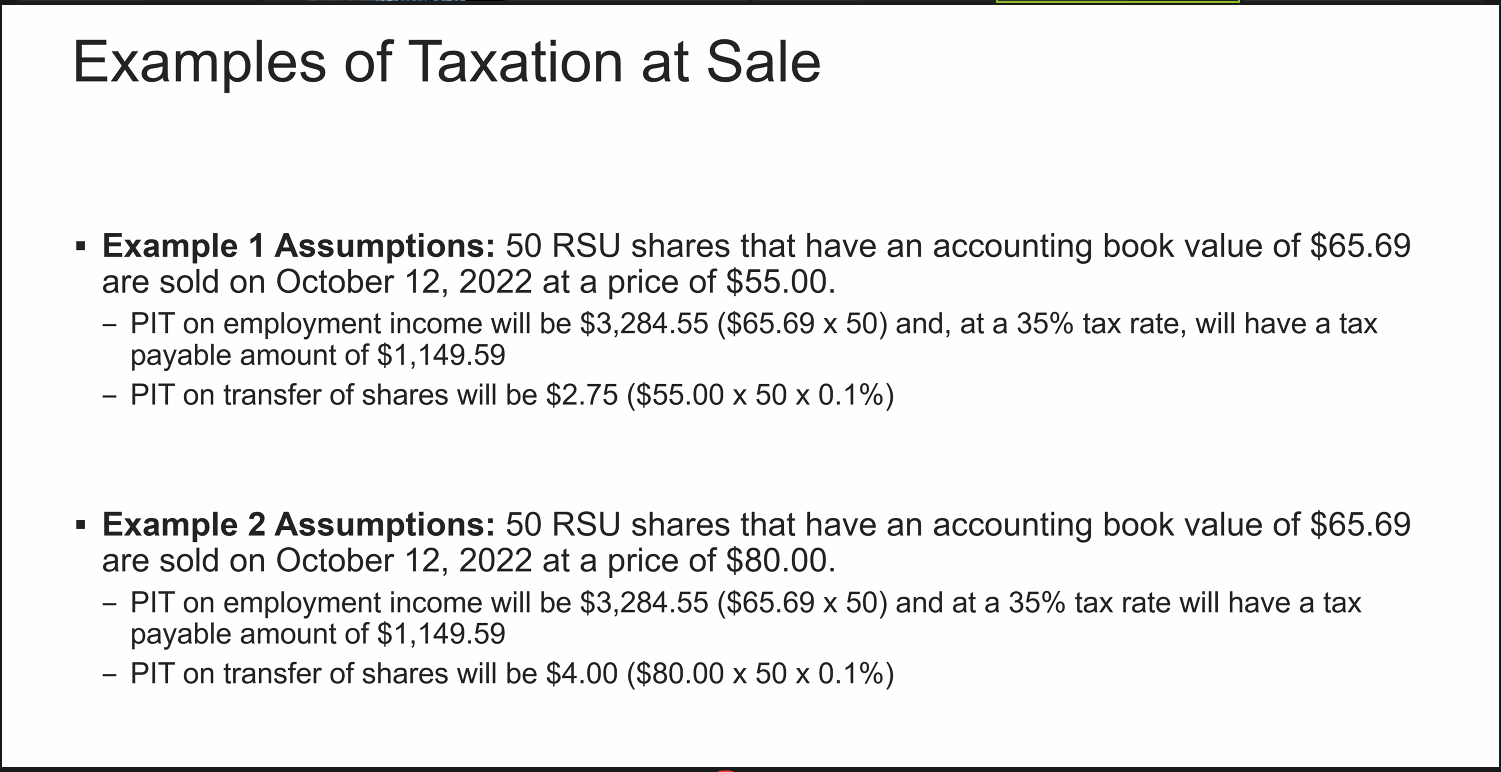 Examples of Taxation at Sale
▪ Example 1 Assumptions: 50 RSU shares that have an accounting book value of $65.69
are sold on October 12, 2022 at a price of $55.00.
– PIT on employment income will be $3,284.55 ($65.69 x 50) and, at a 35% tax rate, will have a tax
payable amount of $1,149.59
– PIT on transfer of shares will be $2.75 ($55.00 x 50 x 0.1%)
▪ Example 2 Assumptions: 50 RSU shares that have an accounting book value of $65.69
are sold on October 12, 2022 at a price of $80.00.
– PIT on employment income will be $3,284.55 ($65.69 x 50) and at a 35% tax rate will have a tax
payable amount of $1,149.59
– PIT on transfer of shares will be $4.00 ($80.00 x 50 x 0.1%)